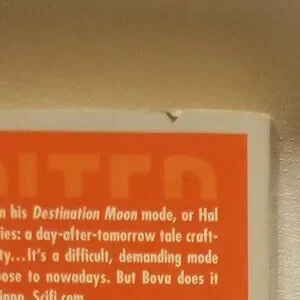 n his Destination Moon mode, or Hal
ies: a day-after-tomorrow tale craft-
ty...It's a difficult, demanding mode
ose to nowadays. But Bova does it
Scifi.com